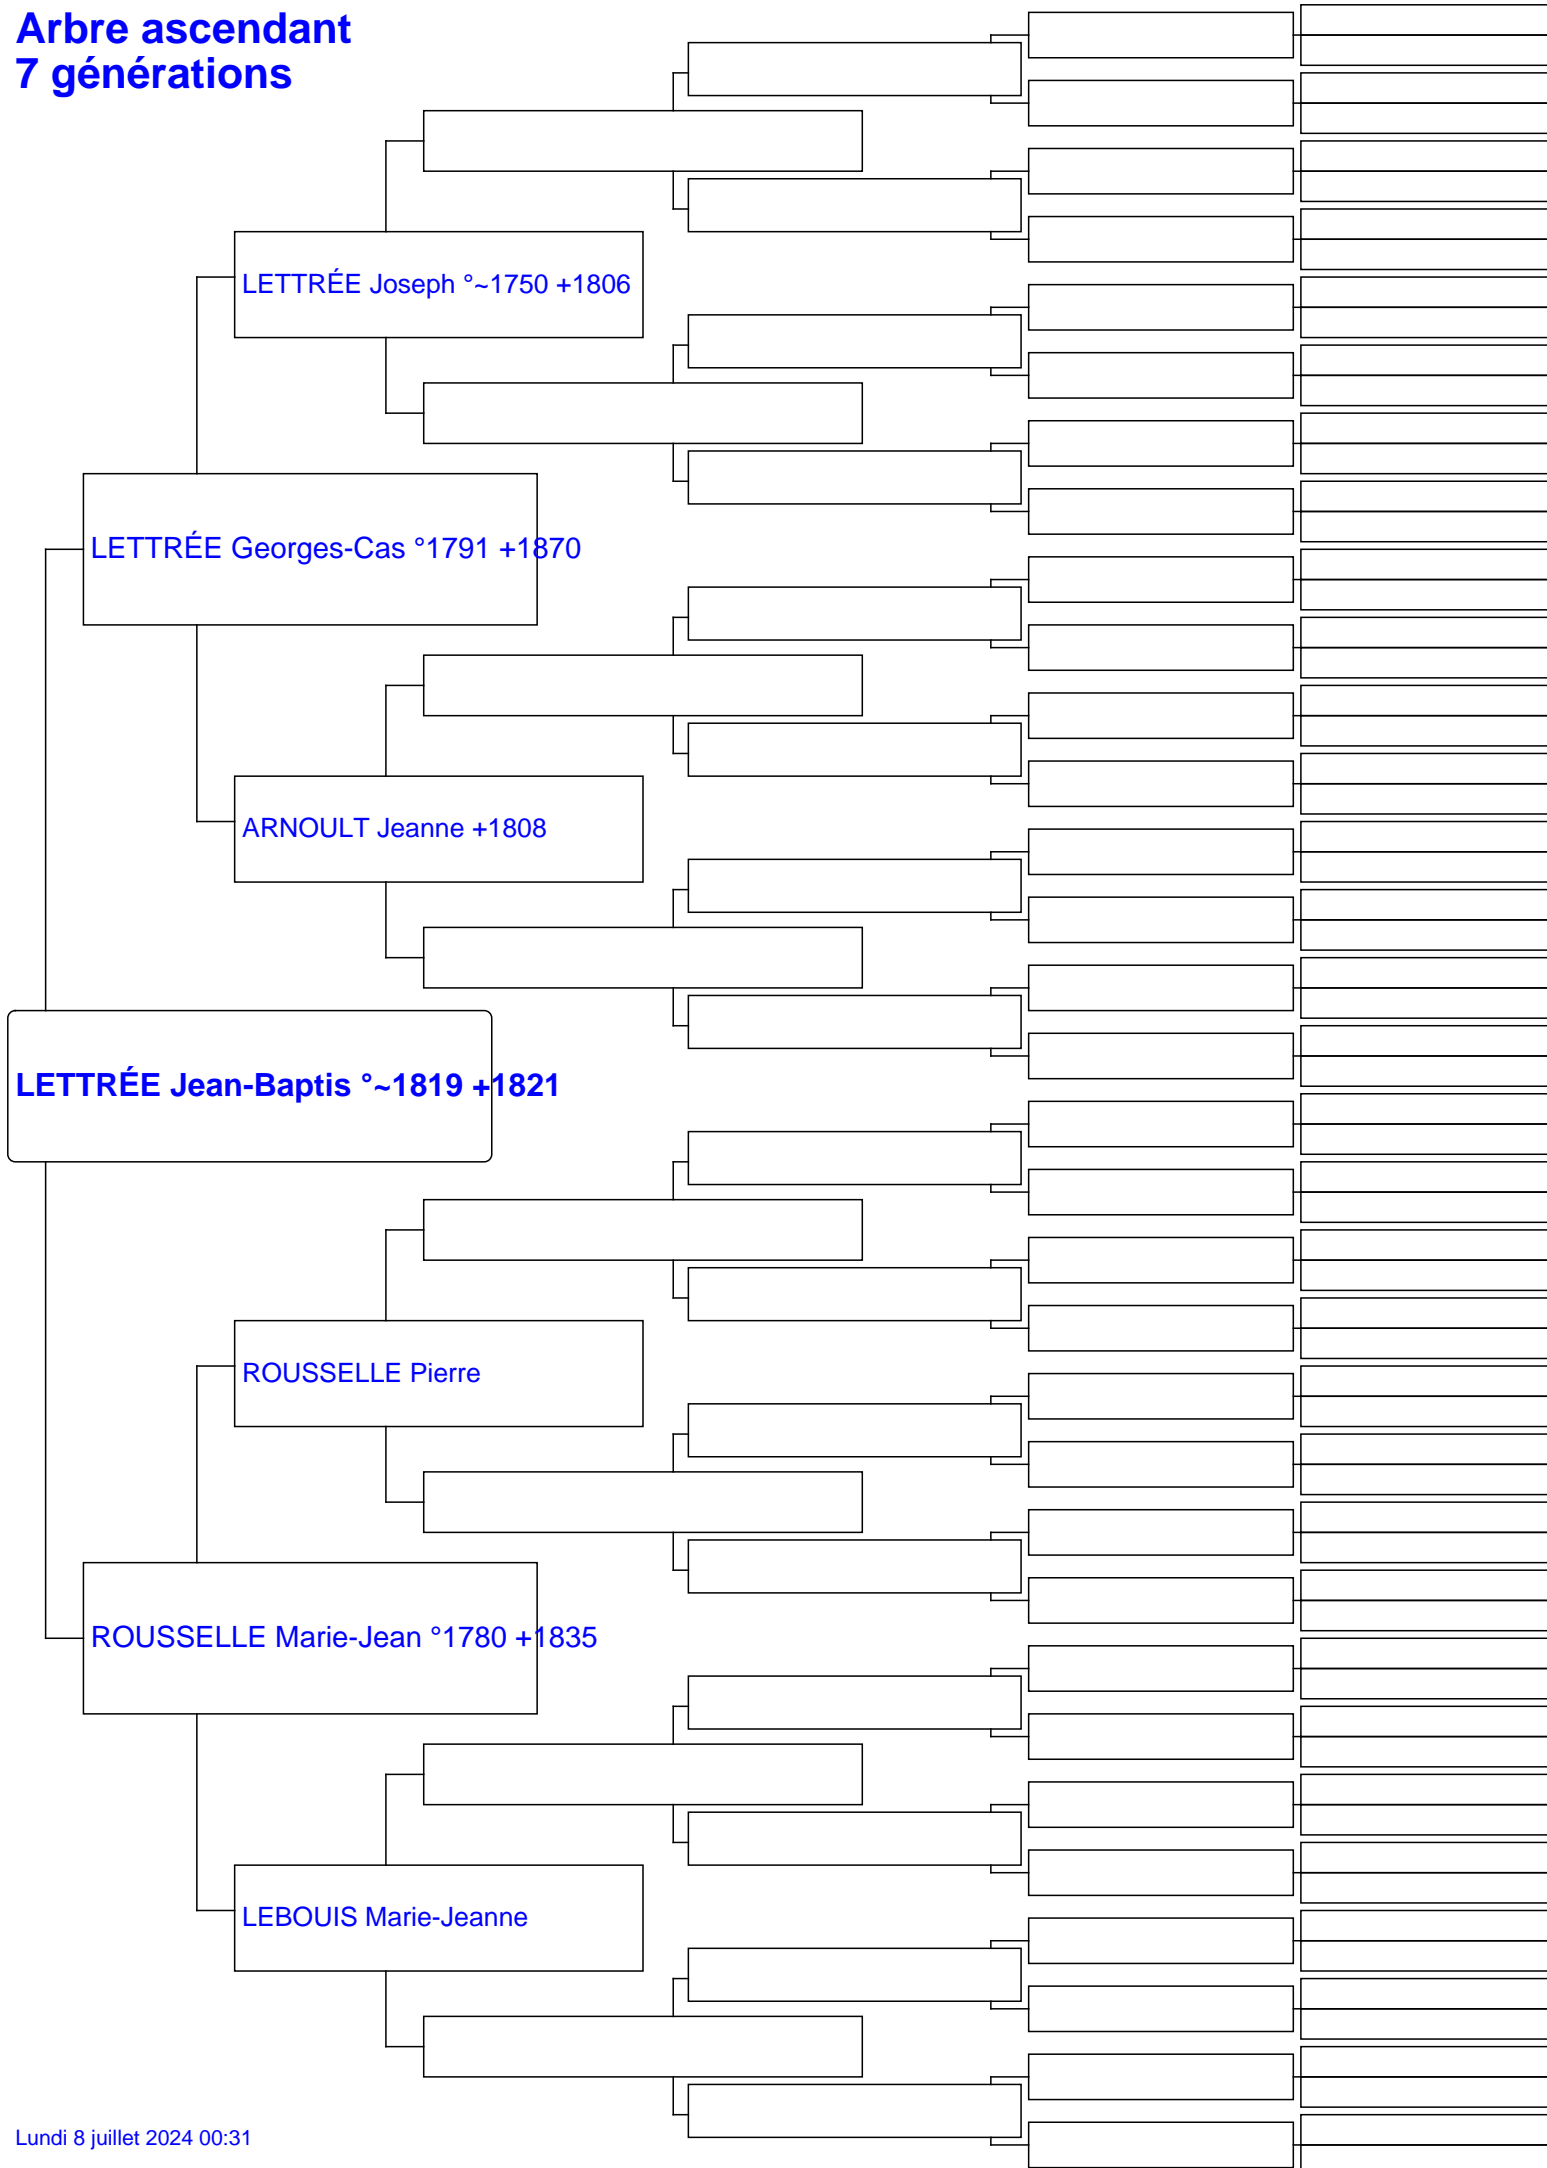 Arbre ascendant
7 générations
LETTRÉE Joseph °~1750 +1806
LETTRÉE Georges-Cas °1791 +1870
ARNOULT Jeanne +1808
LETTRÉE Jean-Baptis °~1819 +1821
ROUSSELLE Pierre
ROUSSELLE Marie-Jean °1780 +1835
LEBOUIS Marie-Jeanne
Lundi 8 juillet 2024 00:31